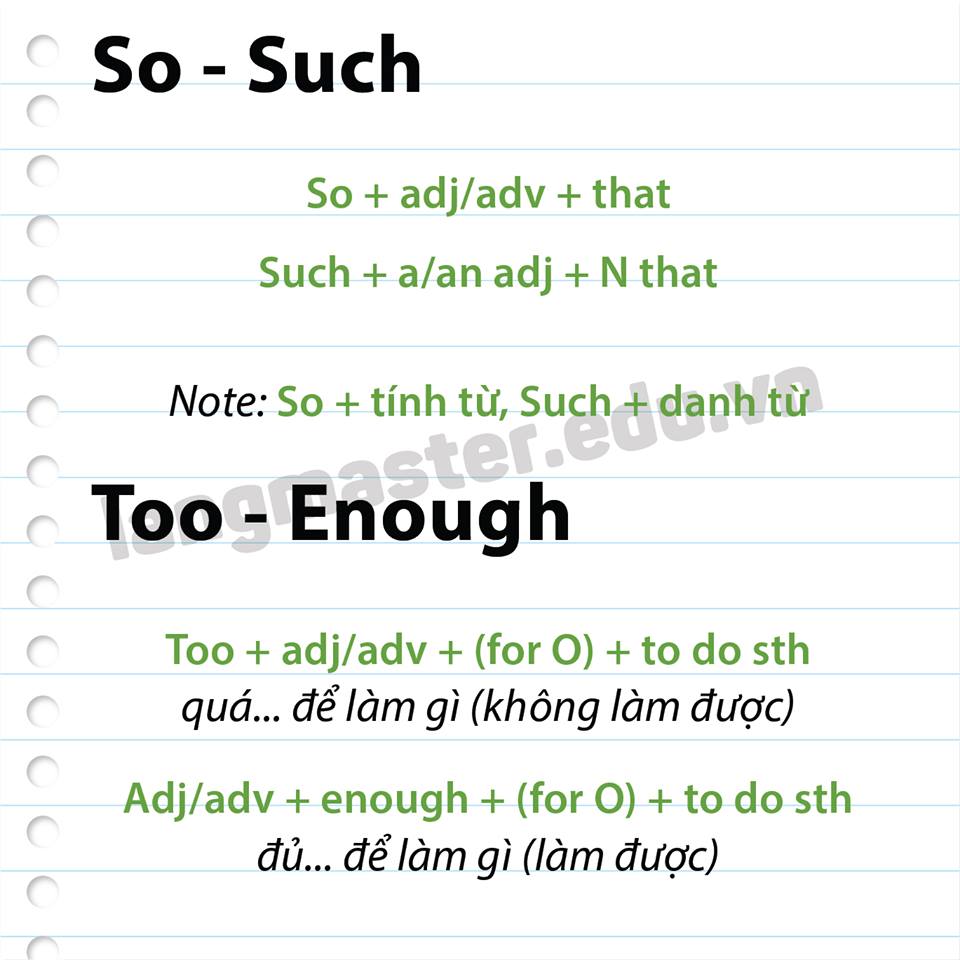 So - Such
So + adj/adv + that
Such + a/an adj + N that
Note: So + tính từ, Such + danh từ
langmaster.edu.vn
Too - Enough
Too + adj/adv + (for O) + to do sth
quá... để làm gì (không làm được)
Adj/adv + enough + (for O) + to do sth
đủ... để làm gì (làm được)